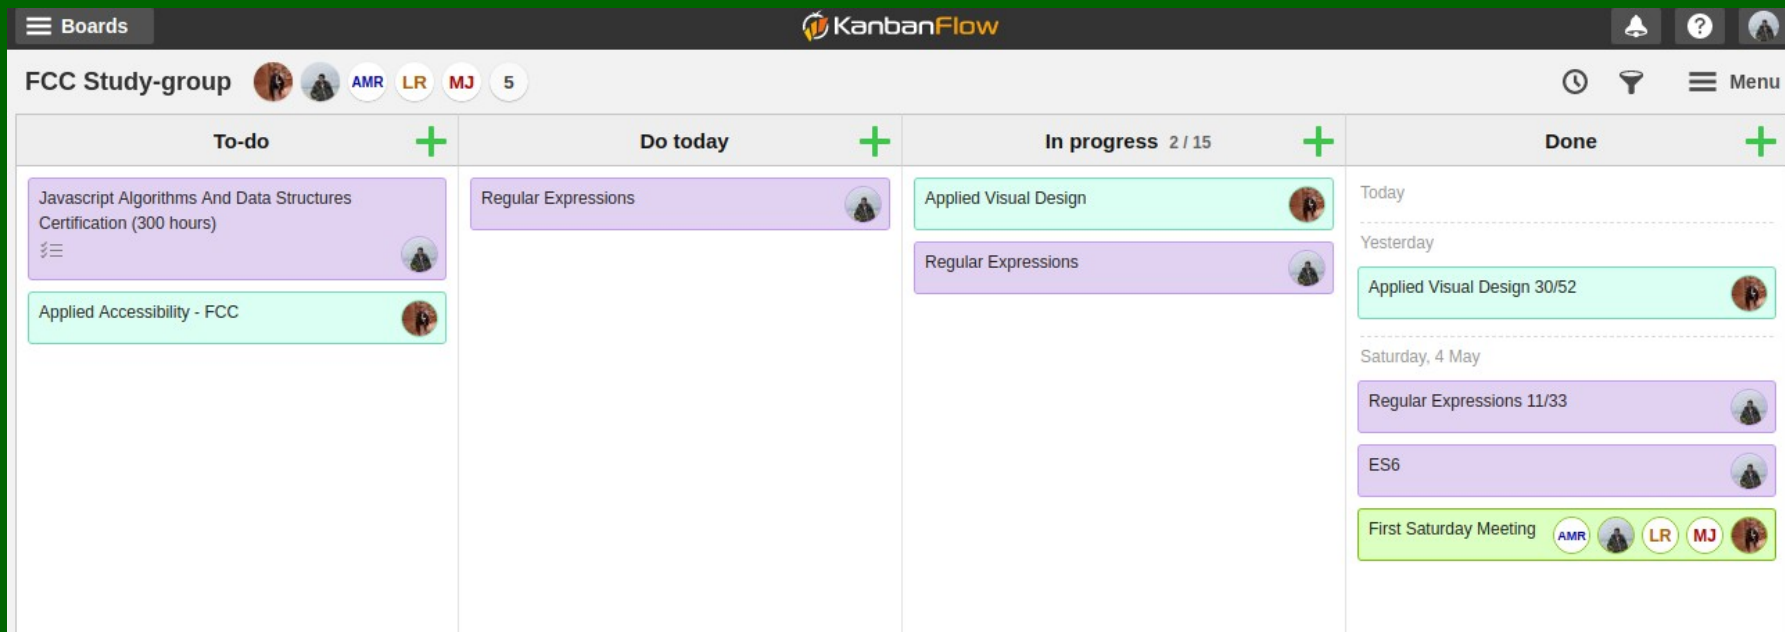 Boards
KanbanFlow
?
FCC Study-group AMR LR MJ 5
Menu
To-do
Do today
In progress 2 / 15
Done
Javascript Algorithms And Data Structures
Certification (300 hours)
Applied Accessibility - FCC
Regular Expressions
Applied Visual Design
Regular Expressions
Today
Yesterday
Applied Visual Design 30/52
Saturday, 4 May
Regular Expressions 11/33
ES6
First Saturday Meeting AMR LR MJ